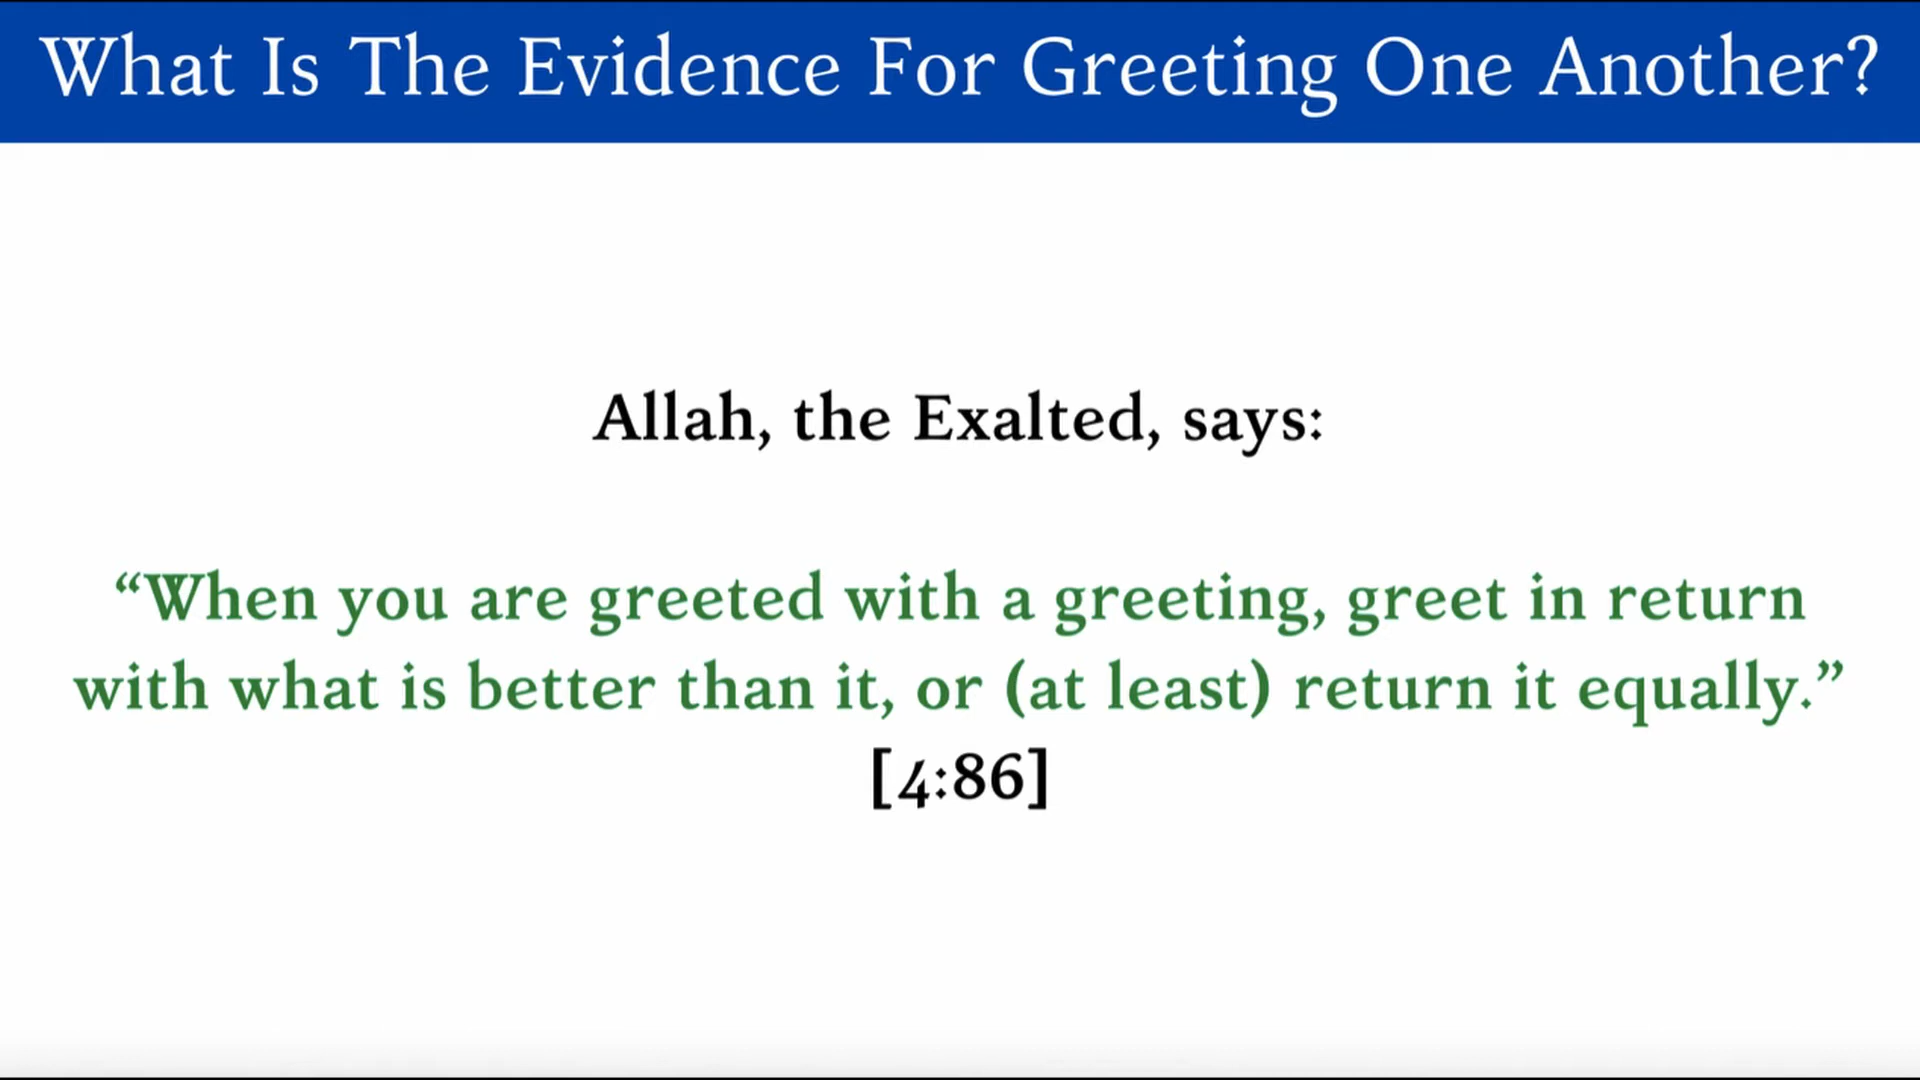 What Is The Evidence For Greeting One Another?
Allah, the Exalted, says:
“When you are greeted with a greeting, greet in return
with what is better than it, or (at least) return it equally.”
[4:86]